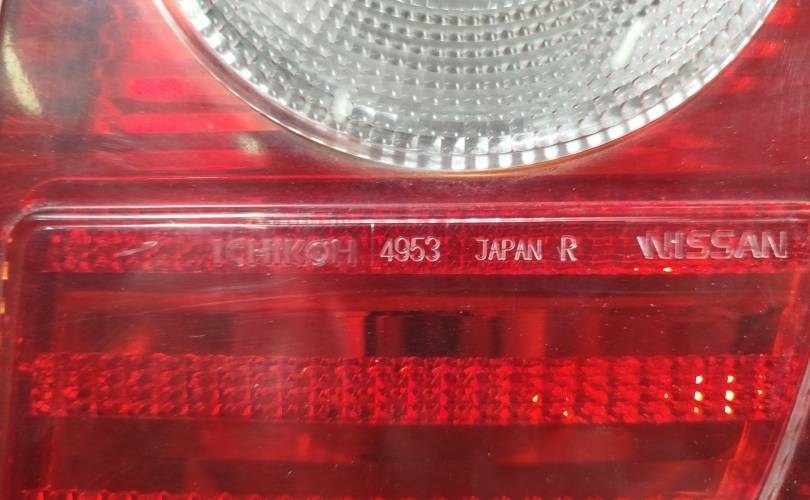 ICHIKOH 4953 JAPAN R NISSAN